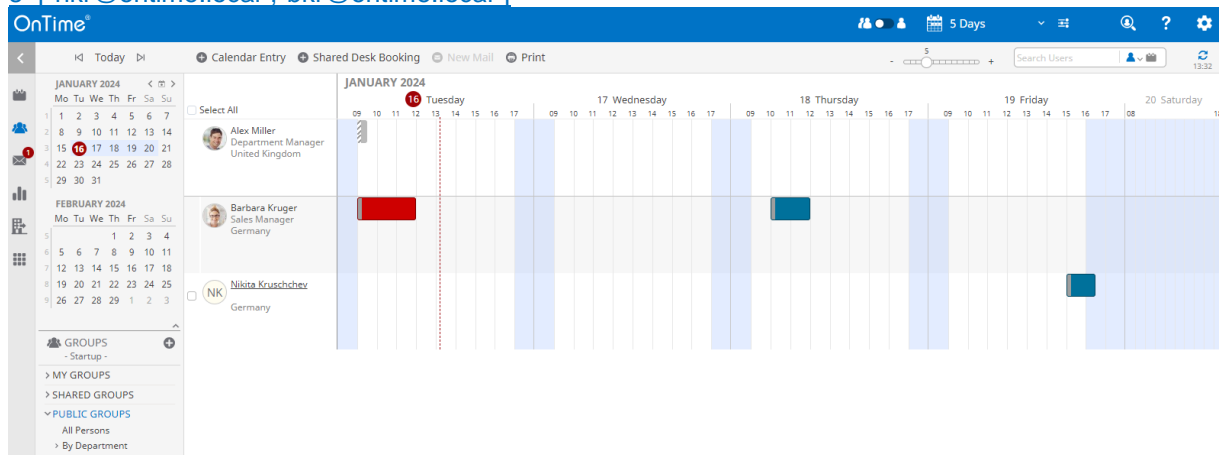 OnTime®
5 Days
?
Today
Calendar Entry
Shared Desk Booking
New Mail
Print
5
-
+
Search Users
13:32
JANUARY 2024
Mo Tu We Th Fr Sa Su
1 1 2 3 4 5 6 7
2 8 9 10 11 12 13 14
3 15 16 17 18 19 20 21
4 22 23 24 25 26 27 28
5 29 30 31
FEBRUARY 2024
Mo Tu We Th Fr Sa Su
5 1 2 3 4
6 5 6 7 8 9 10 11
7 12 13 14 15 16 17 18
8 19 20 21 22 23 24 25
9 26 27 28 29 1 2 3
GROUPS
- Startup -
MY GROUPS
SHARED GROUPS
PUBLIC GROUPS
All Persons
By Department
1
Select All
JANUARY 2024
16 Tuesday
17 Wednesday
18 Thursday
19 Friday
20 Saturday
09 10 11 12 13 14 15 16 17 09 10 11 12 13 14 15 16 17 09 10 11 12 13 14 15 16 17 09 10 11 12 13 14 15 16 17 08
Alex Miller
Department Manager
United Kingdom
Barbara Kruger
Sales Manager
Germany
NK
Nikita Kruschchev
Germany